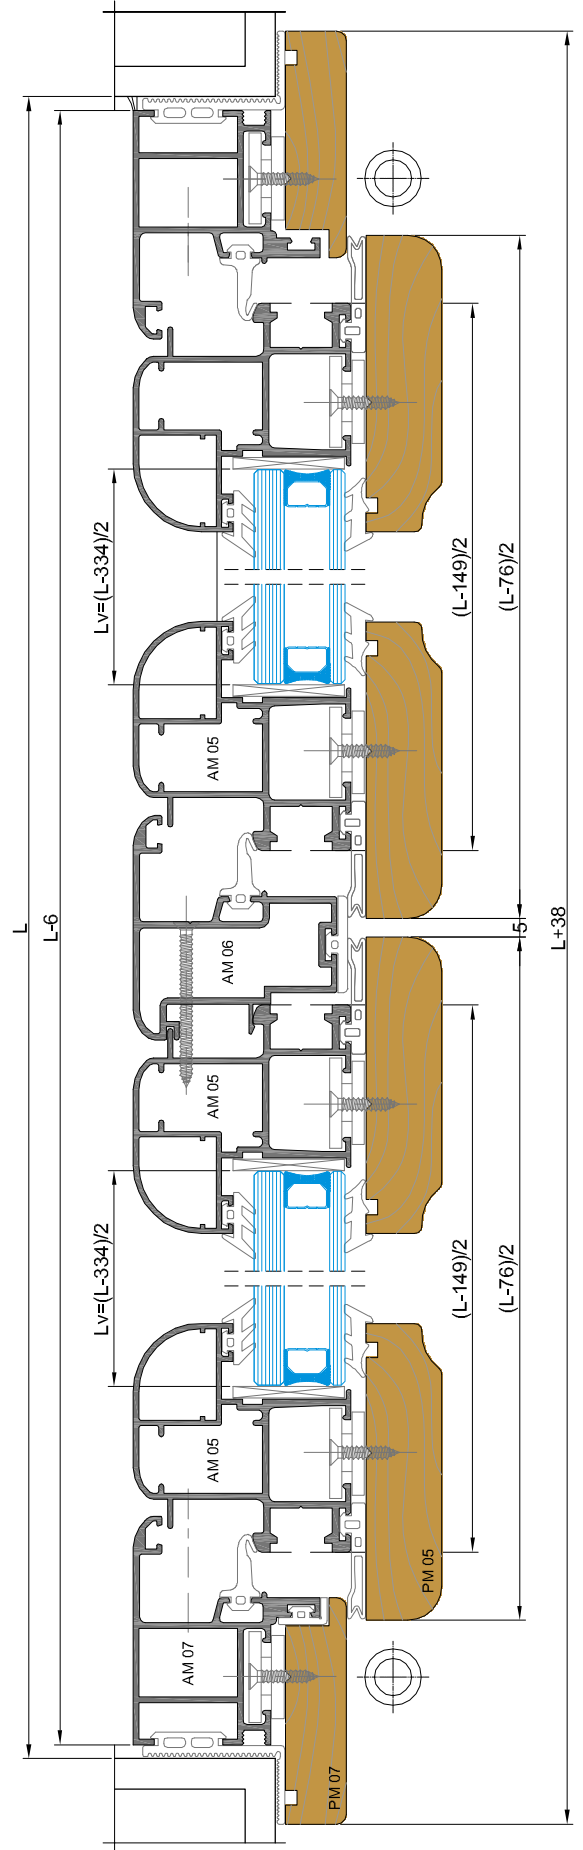 Lv=(L-334)/2
(L-149)/2
(L-76)/2
AM 05
L
L-6
AM 06
5
L+38
AM 05
Lv=(L-334)/2
(L-149)/2
(L-76)/2
AM 05
PM 05
AM 07
PM 07